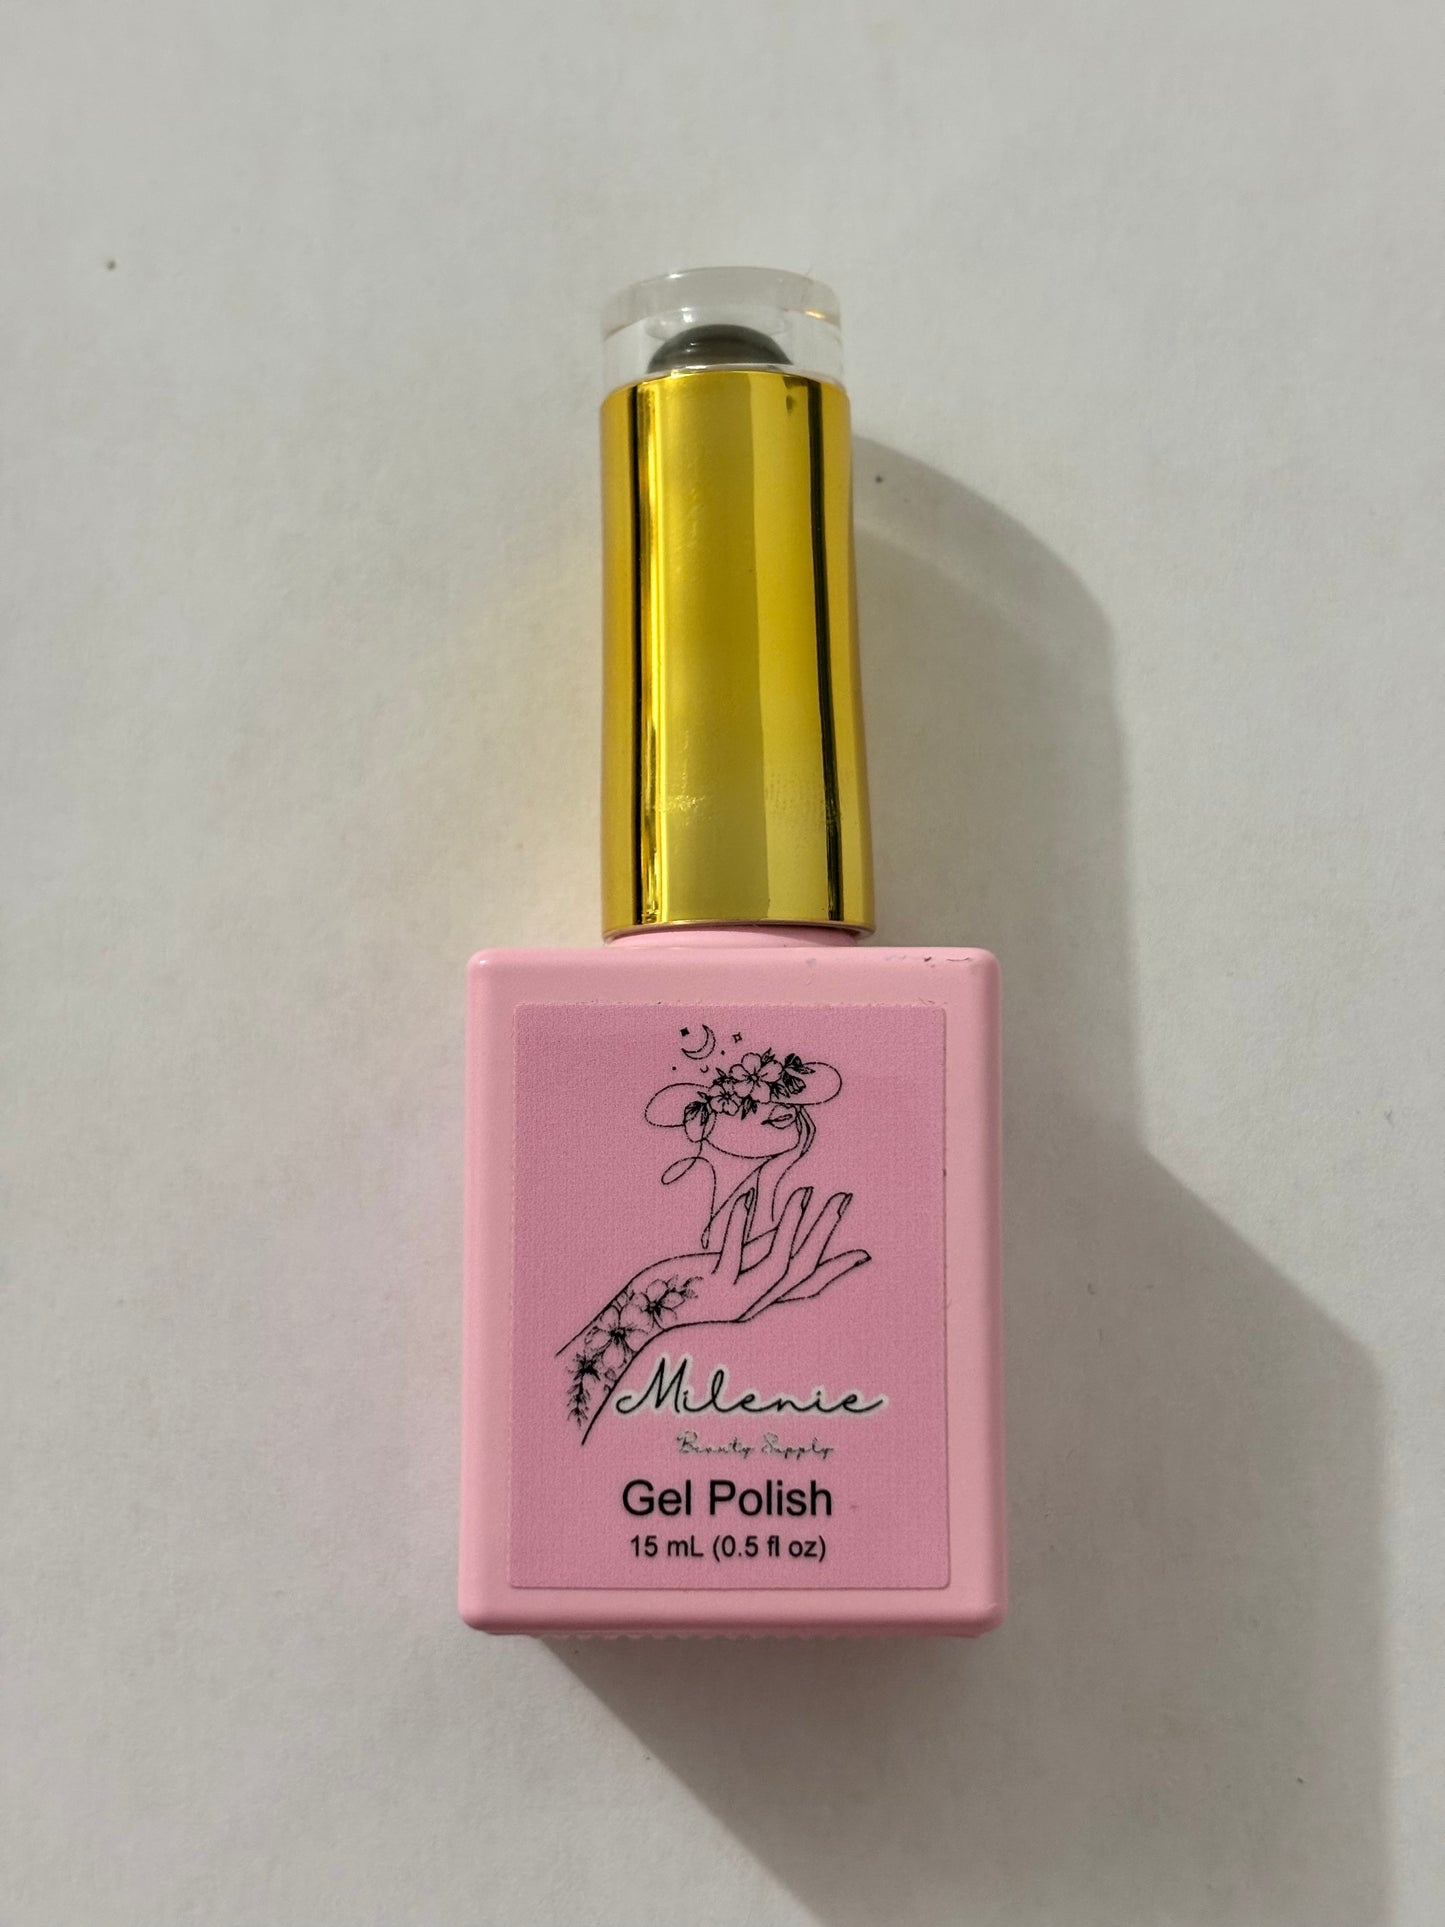 Milenie
Beauty Supply
Gel Polish
15 mL (0.5 fl oz)